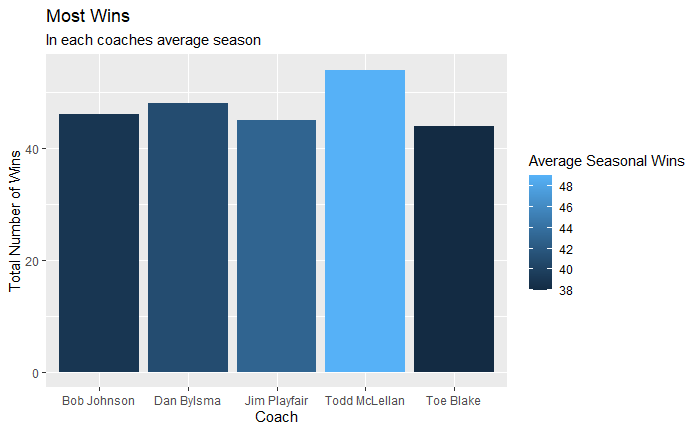 Most Wins
In each coaches average season
Total Number of Wins
40
20
0
Bob Johnson
Dan Bylsma
Jim Playfair
Todd McLellan
Toe Blake
Coach
Average Seasonal Wins
48
46
44
42
40
38